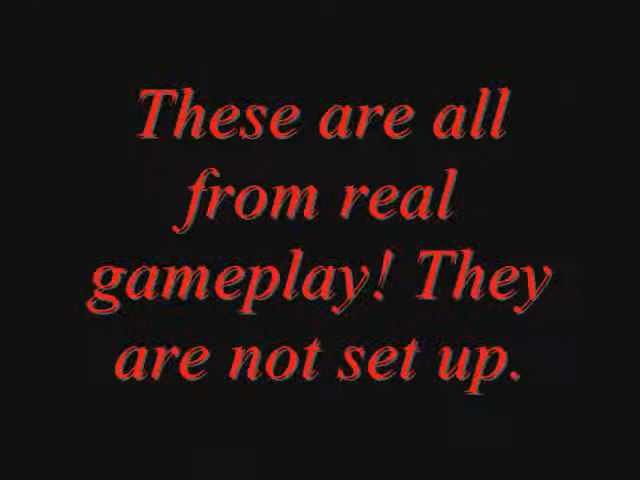 These are all
from real
gameplay! They
are not set up.